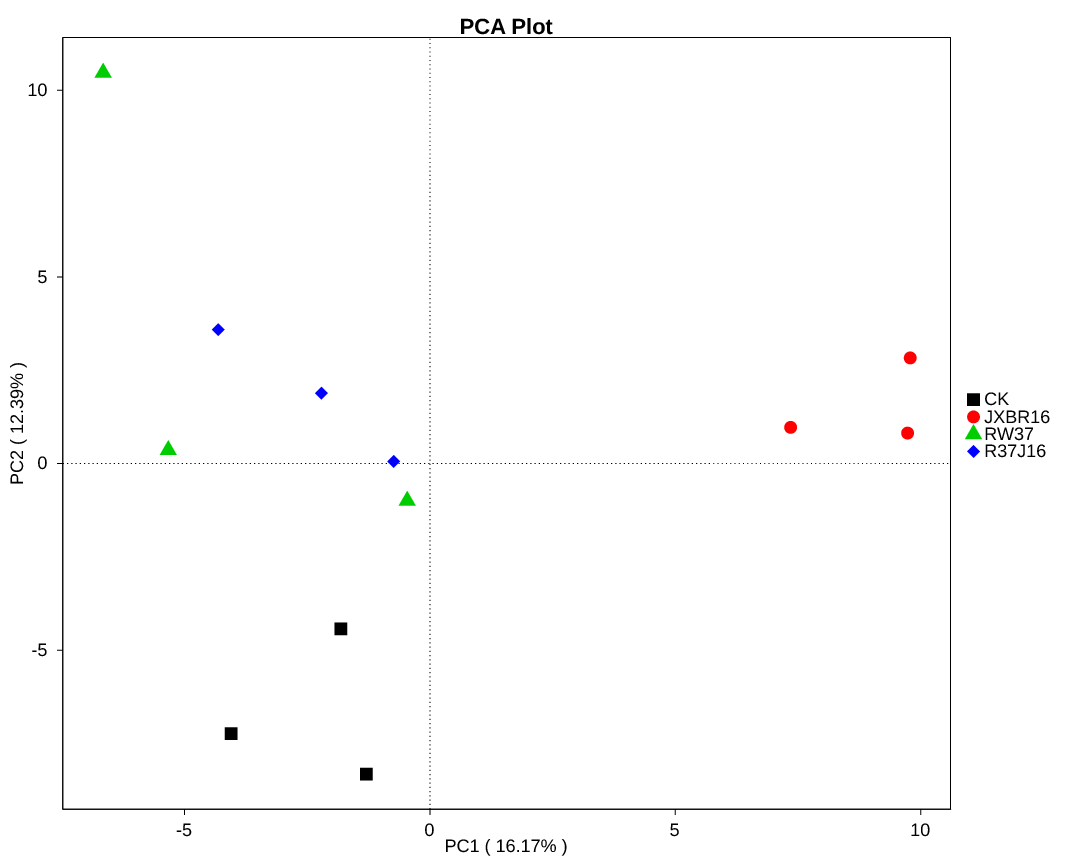 PCA Plot
10
5
0
-5
PC2 ( 12.39% )
-5
0
5
10
PC1 ( 16.17% )
CK
JXBR16
RW37
R37J16